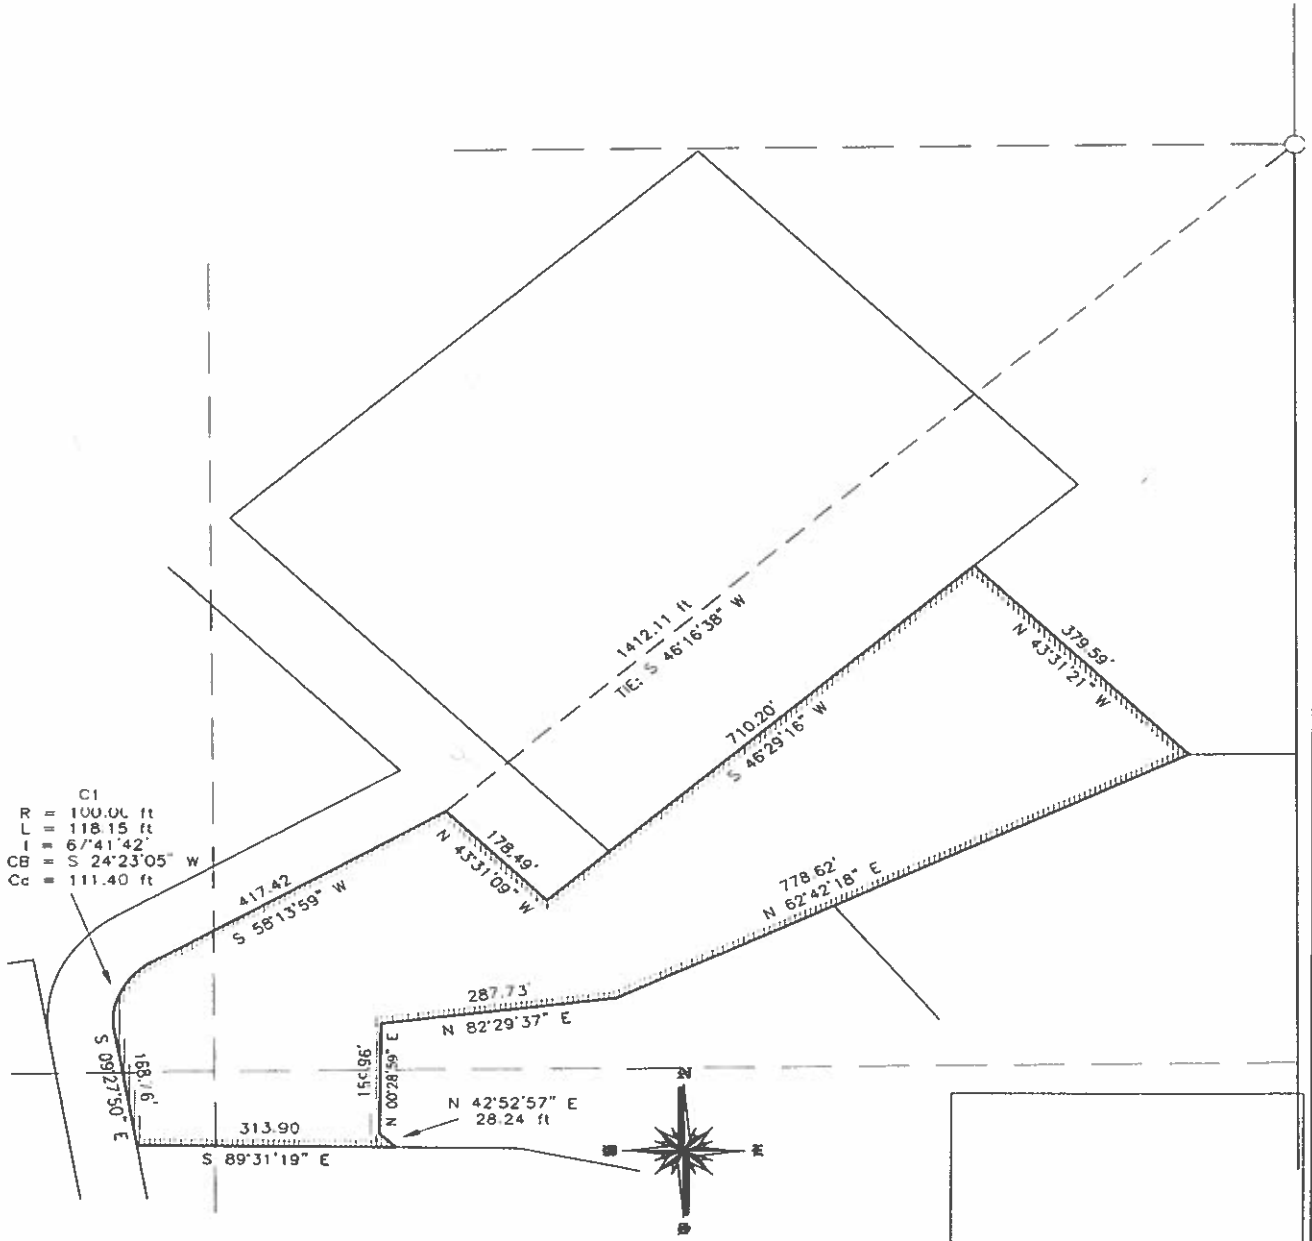 1412.11 ft
TIE: S 46°16'38" W
379.59'
N 43°31'21" W
710.20'
S 46°29'16" W
C1
R = 100.00 ft
L = 118.15 ft
I = 67°41'42"
CB = S 24°23'05" W
Cc = 111.40 ft
178.49'
N 43°31'09" W
417.42
S 58°13'59" W
778.62'
N 62°42'18" E
287.73'
N 82°29'37" E
S 09°27'50" E
N 00°28'59" E
N 42°52'57" E
28.24 ft
313.90
S 89°31'19" E